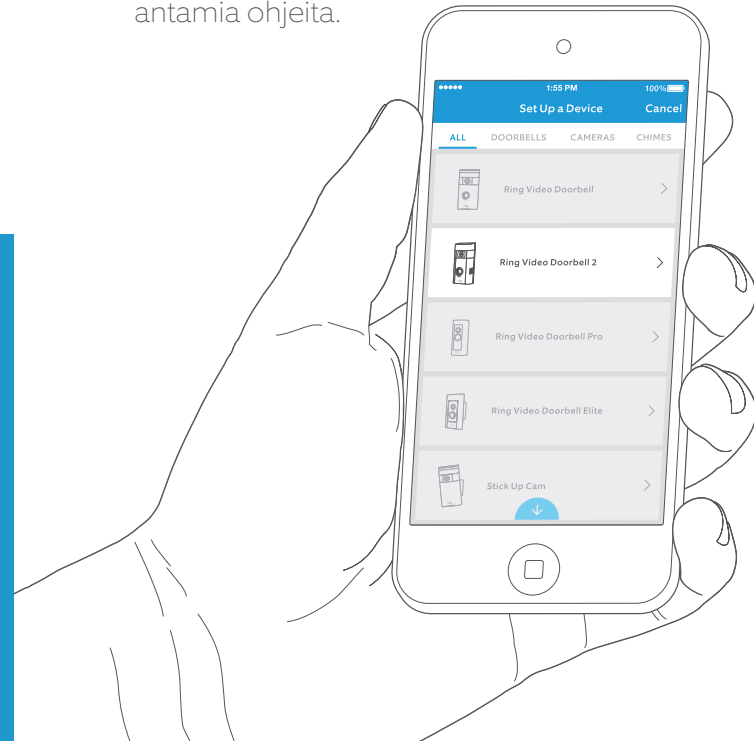 antamia ohjeita.
1:55 PM
100%
Set Up a Device
Cancel
ALL
DOORBELLS
CAMERAS
CHIMES
Ring Video Doorbell
Ring Video Doorbell 2
Ring Video Doorbell Pro
Ring Video Doorbell Elite
Stick Up Cam